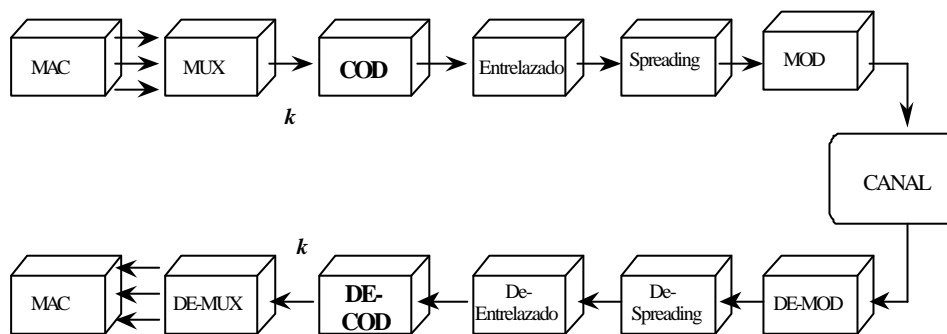 MAC
MUX
COD
Entrelazado
Spreading
MOD
k
CANAL
k
MAC
DE-MUX
DE-
COD
De-
Entrelazado
De-
Spreading
DE-MOD